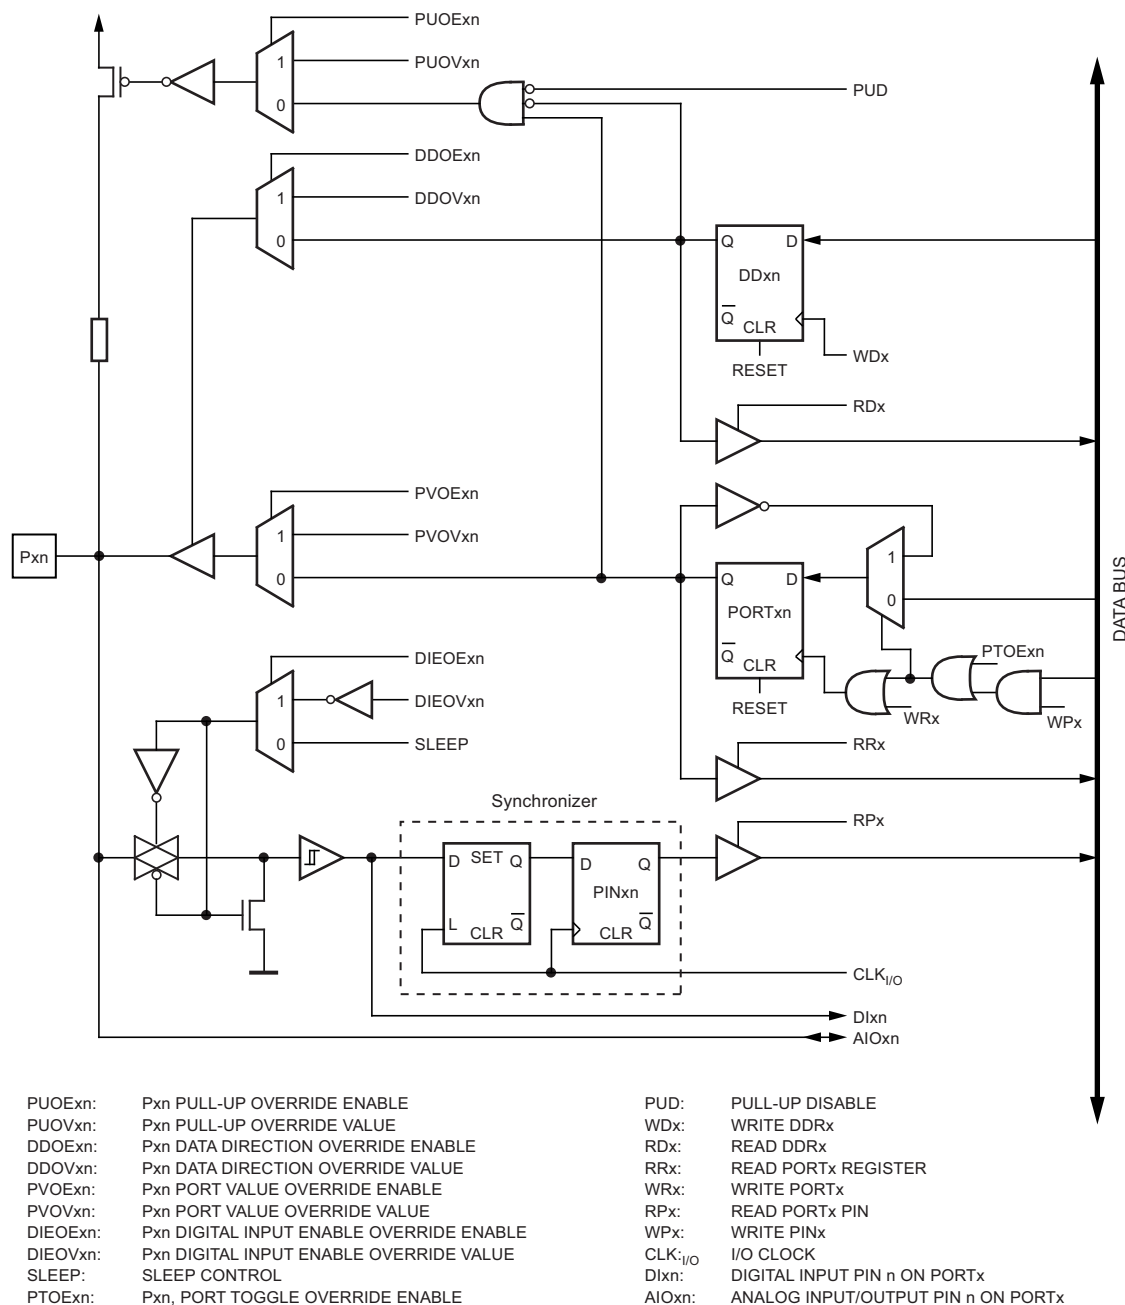 PUOExn
1
PUOVxn
0
PUD
DDOExn
1
DDOVxn
0
Q D
DDxn
Q
CLR
RESET
WDx
RDx
PVOExn
1
PVOVxn
0
Pxn
Q D
PORTxn
Q
CLR
RESET
1
0
PTOExn
WRx
WPx
DATA BUS
DIEOExn
1
DIEOVxn
0
SLEEP
RRx
Synchronizer
RPx
D SET Q
L
CLR Q
D Q
PINxn
CLR Q
CLKI/O
DIxn
AIOxn
PUOExn: Pxn PULL-UP OVERRIDE ENABLE
PUOVxn: Pxn PULL-UP OVERRIDE VALUE
DDOExn: Pxn DATA DIRECTION OVERRIDE ENABLE
DDOVxn: Pxn DATA DIRECTION OVERRIDE VALUE
PVOExn: Pxn PORT VALUE OVERRIDE ENABLE
PVOVxn: Pxn PORT VALUE OVERRIDE VALUE
DIEOExn: Pxn DIGITAL INPUT ENABLE OVERRIDE ENABLE
DIEOVxn: Pxn DIGITAL INPUT ENABLE OVERRIDE VALUE
SLEEP: SLEEP CONTROL
PTOExn: Pxn, PORT TOGGLE OVERRIDE ENABLE
PUD: PULL-UP DISABLE
WDx: WRITE DDRx
RDx: READ DDRx
RRx: READ PORTx REGISTER
WRx: WRITE PORTx
RPx: READ PORTx PIN
WPx: WRITE PINx
CLK:I/O I/O CLOCK
DIxn: DIGITAL INPUT PIN n ON PORTx
AIOxn: ANALOG INPUT/OUTPUT PIN n ON PORTx